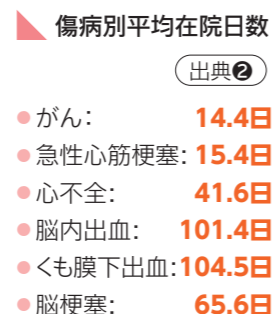 傷病別平均在院日数
出典❷
●がん: 14.4日
●急性心筋梗塞: 15.4日
●心不全: 41.6日
●脳内出血: 101.4日
●くも膜下出血:104.5日
●脳梗塞: 65.6日